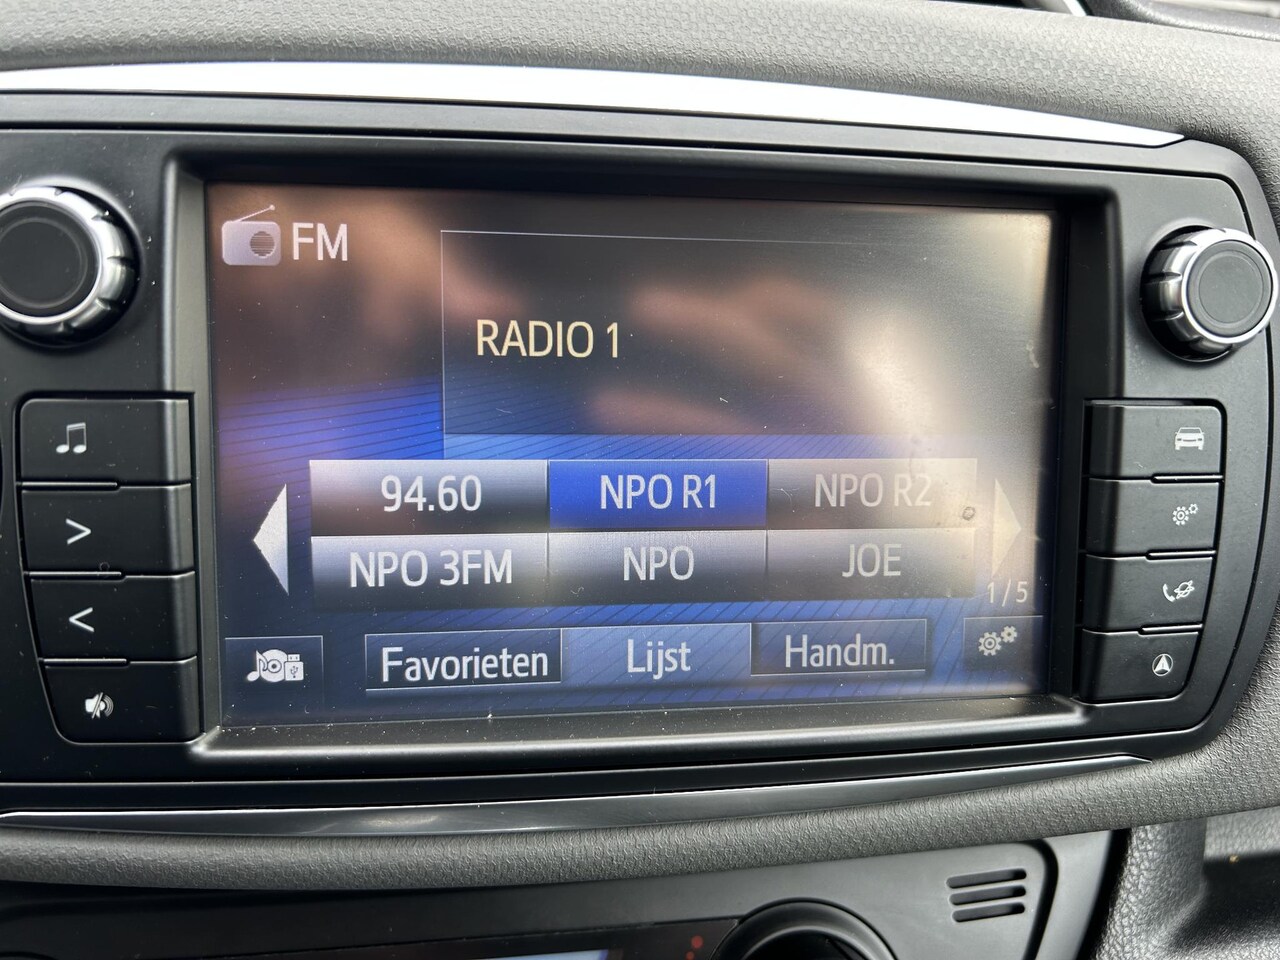 FM
RADIO 1
94.60 NPO R1 NPO R2
NPO 3FM NPO JOE
1/5
Favorieten Lijst Handm.